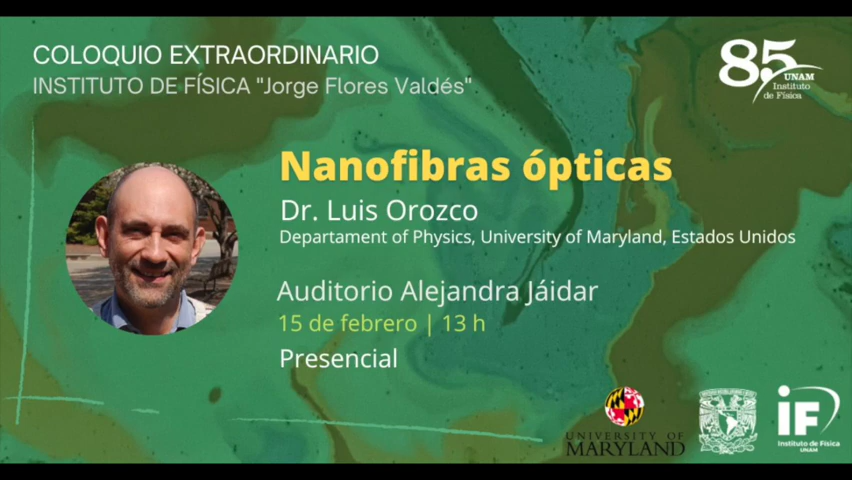 COLOQUIO EXTRAORDINARIO
INSTITUTO DE FÍSICA "Jorge Flores Valdés"
85
UNAM
Instituto
de Física
Nanofibras ópticas
Dr. Luis Orozco
Departament of Physics, University of Maryland, Estados Unidos
Auditorio Alejandra Jáidar
15 de febrero | 13 h
Presencial
UNIVERSITY OF
MARYLAND
iF
Instituto de Física
UNAM